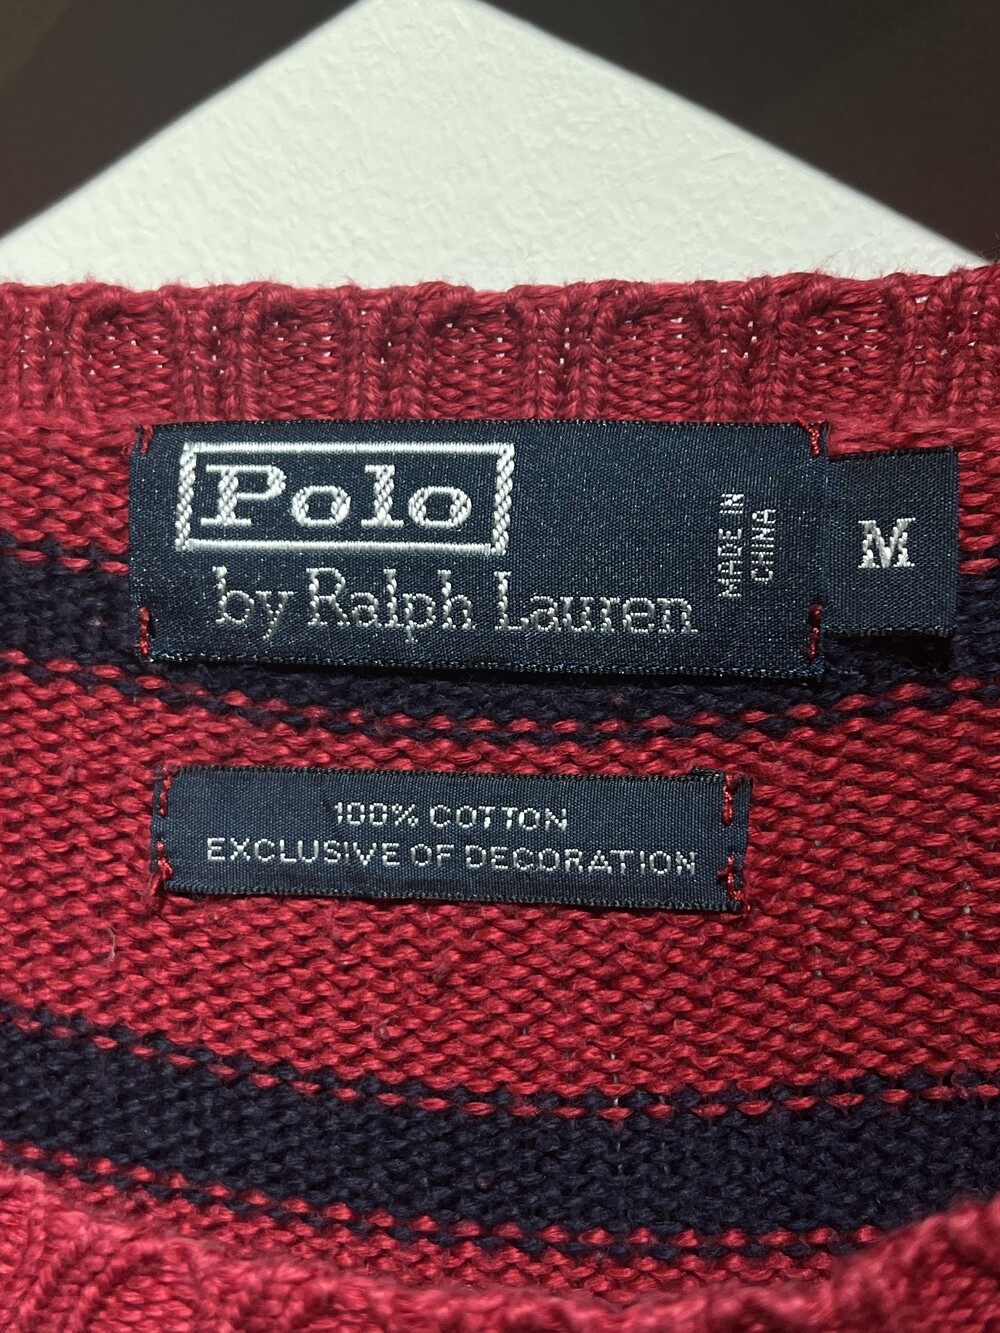 Polo
by Ralph Lauren
MADE IN
CHINA
M
100% COTTON
EXCLUSIVE OF DECORATION